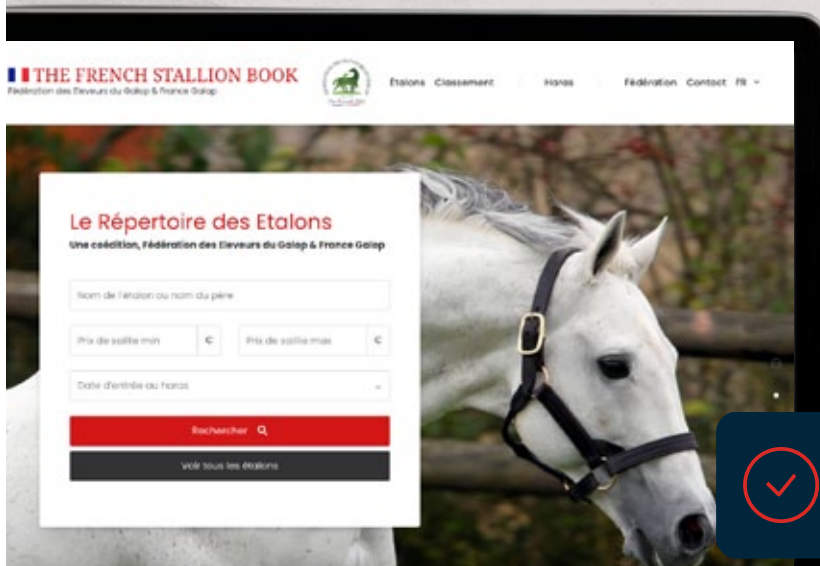 THE FRENCH STALLION BOOK
Fédération des Eleveurs du Galop & France Galop
Étalons Classement Haras Fédération Contact FR
Le Répertoire des Etalons
Une coédition, Fédération des Eleveurs du Galop & France Galop
Nom de l'étalon ou nom du père
Prix de saillie min € Prix de saillie max €
Date d'entrée au haras
Rechercher
Voir tous les étalons